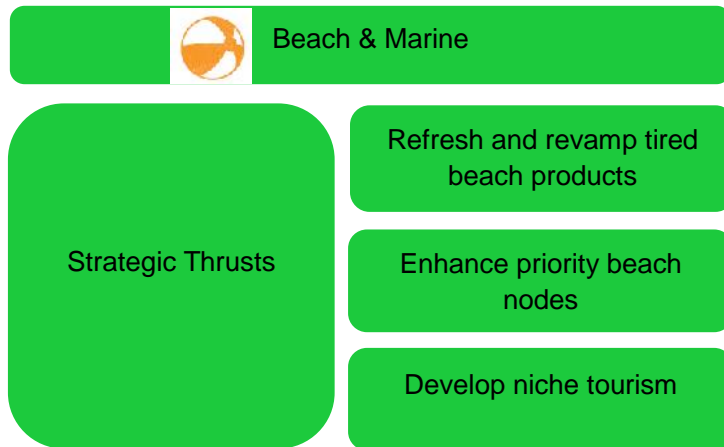 Beach & Marine
Strategic Thrusts
Refresh and revamp tired
beach products
Enhance priority beach
nodes
Develop niche tourism